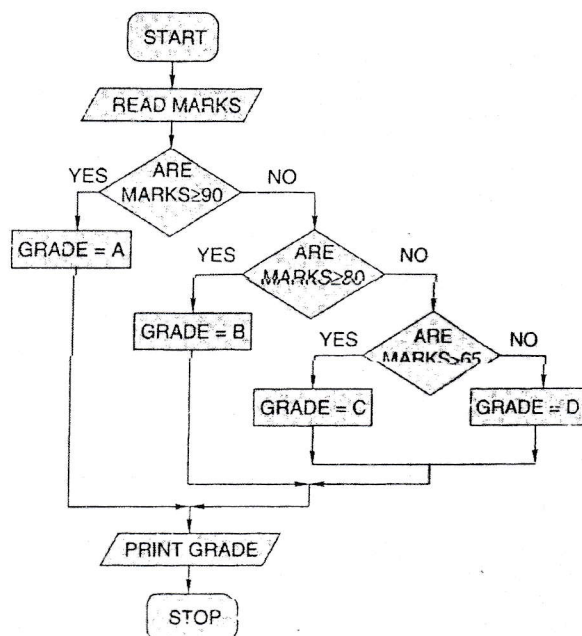 START
READ MARKS
ARE
MARKS≥90
YES
NO
GRADE = A
ARE
MARKS≥80
YES
NO
GRADE = B
ARE
MARKS≥65
YES
NO
GRADE = C
GRADE = D
PRINT GRADE
STOP